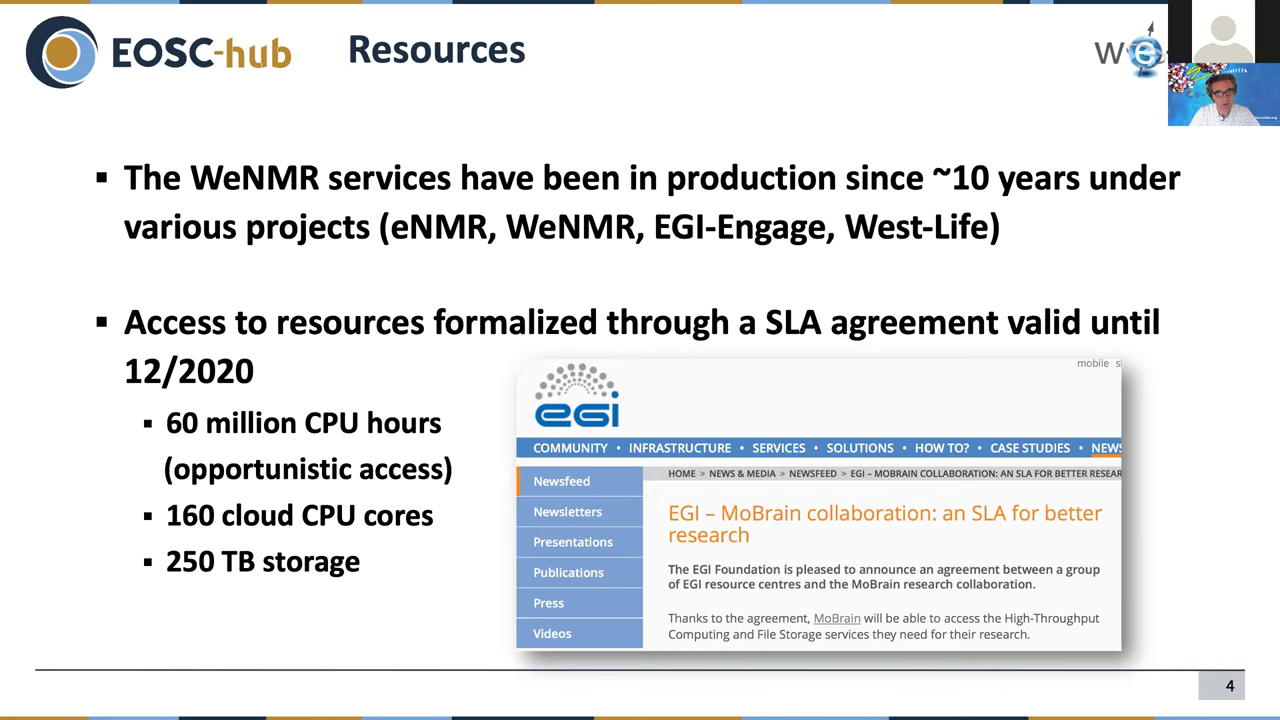 EOSC-hub
Resources
w e
▪ The WeNMR services have been in production since ~10 years under
various projects (eNMR, WeNMR, EGI-Engage, West-Life)
▪ Access to resources formalized through a SLA agreement valid until
12/2020
▪ 60 million CPU hours
(opportunistic access)
▪ 160 cloud CPU cores
▪ 250 TB storage
mobile s
egi
COMMUNITY • INFRASTRUCTURE • SERVICES • SOLUTIONS • HOW TO? • CASE STUDIES • NEWS
HOME > NEWS & MEDIA > NEWSFEED > EGI – MOBRAIN COLLABORATION: AN SLA FOR BETTER RESEAR
Newsfeed
Newsletters
Presentations
Publications
Press
Videos
EGI – MoBrain collaboration: an SLA for better
research
The EGI Foundation is pleased to announce an agreement between a group
of EGI resource centres and the MoBrain research collaboration.
Thanks to the agreement, MoBrain will be able to access the High-Throughput
Computing and File Storage services they need for their research.
4